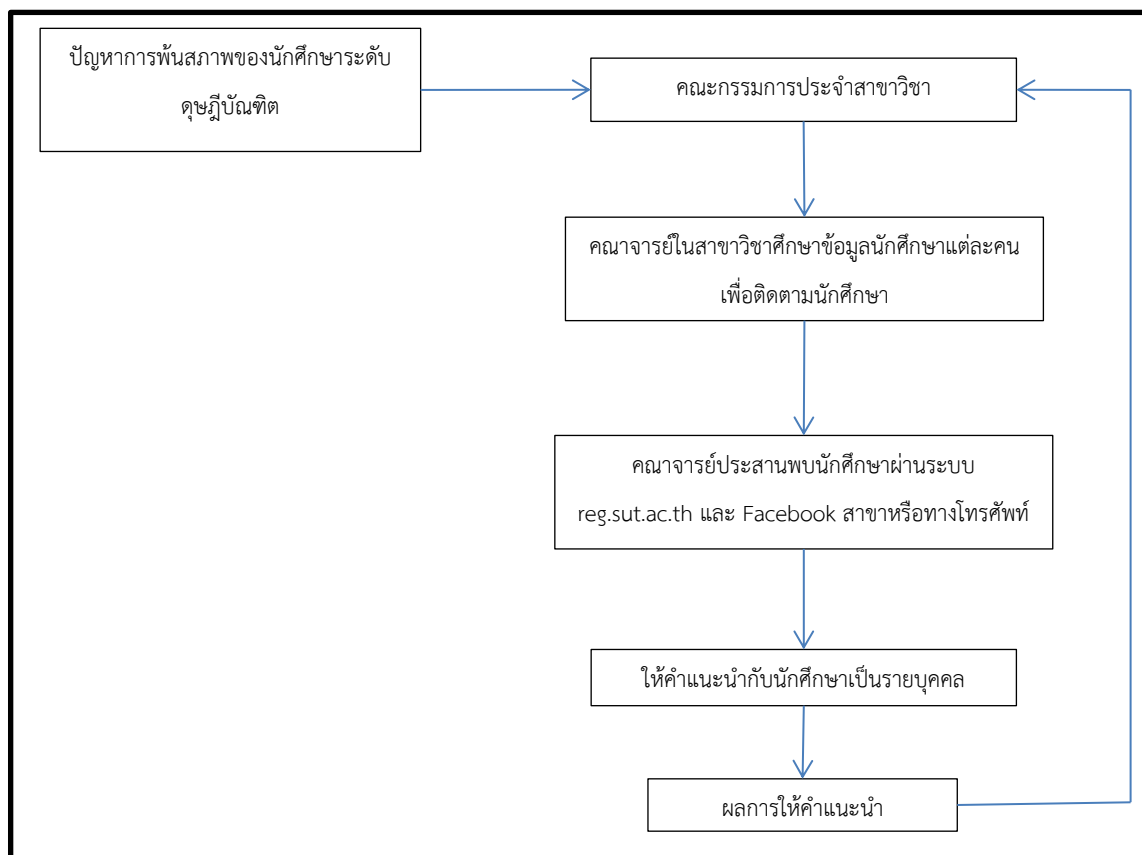 ปัญหาการพ้นสภาพของนักศึกษาระดับ
ดุษฎีบัณฑิต
คณะกรรมการประจำสาขาวิชา
คณาจารย์ในสาขาวิชาศึกษาข้อมูลนักศึกษาแต่ละคน
เพื่อติดตามนักศึกษา
คณาจารย์ประสานพบนักศึกษาผ่านระบบ
reg.sut.ac.th และ Facebook สาขาหรือทางโทรศัพท์
ให้คำแนะนำกับนักศึกษาเป็นรายบุคคล
ผลการให้คำแนะนำ